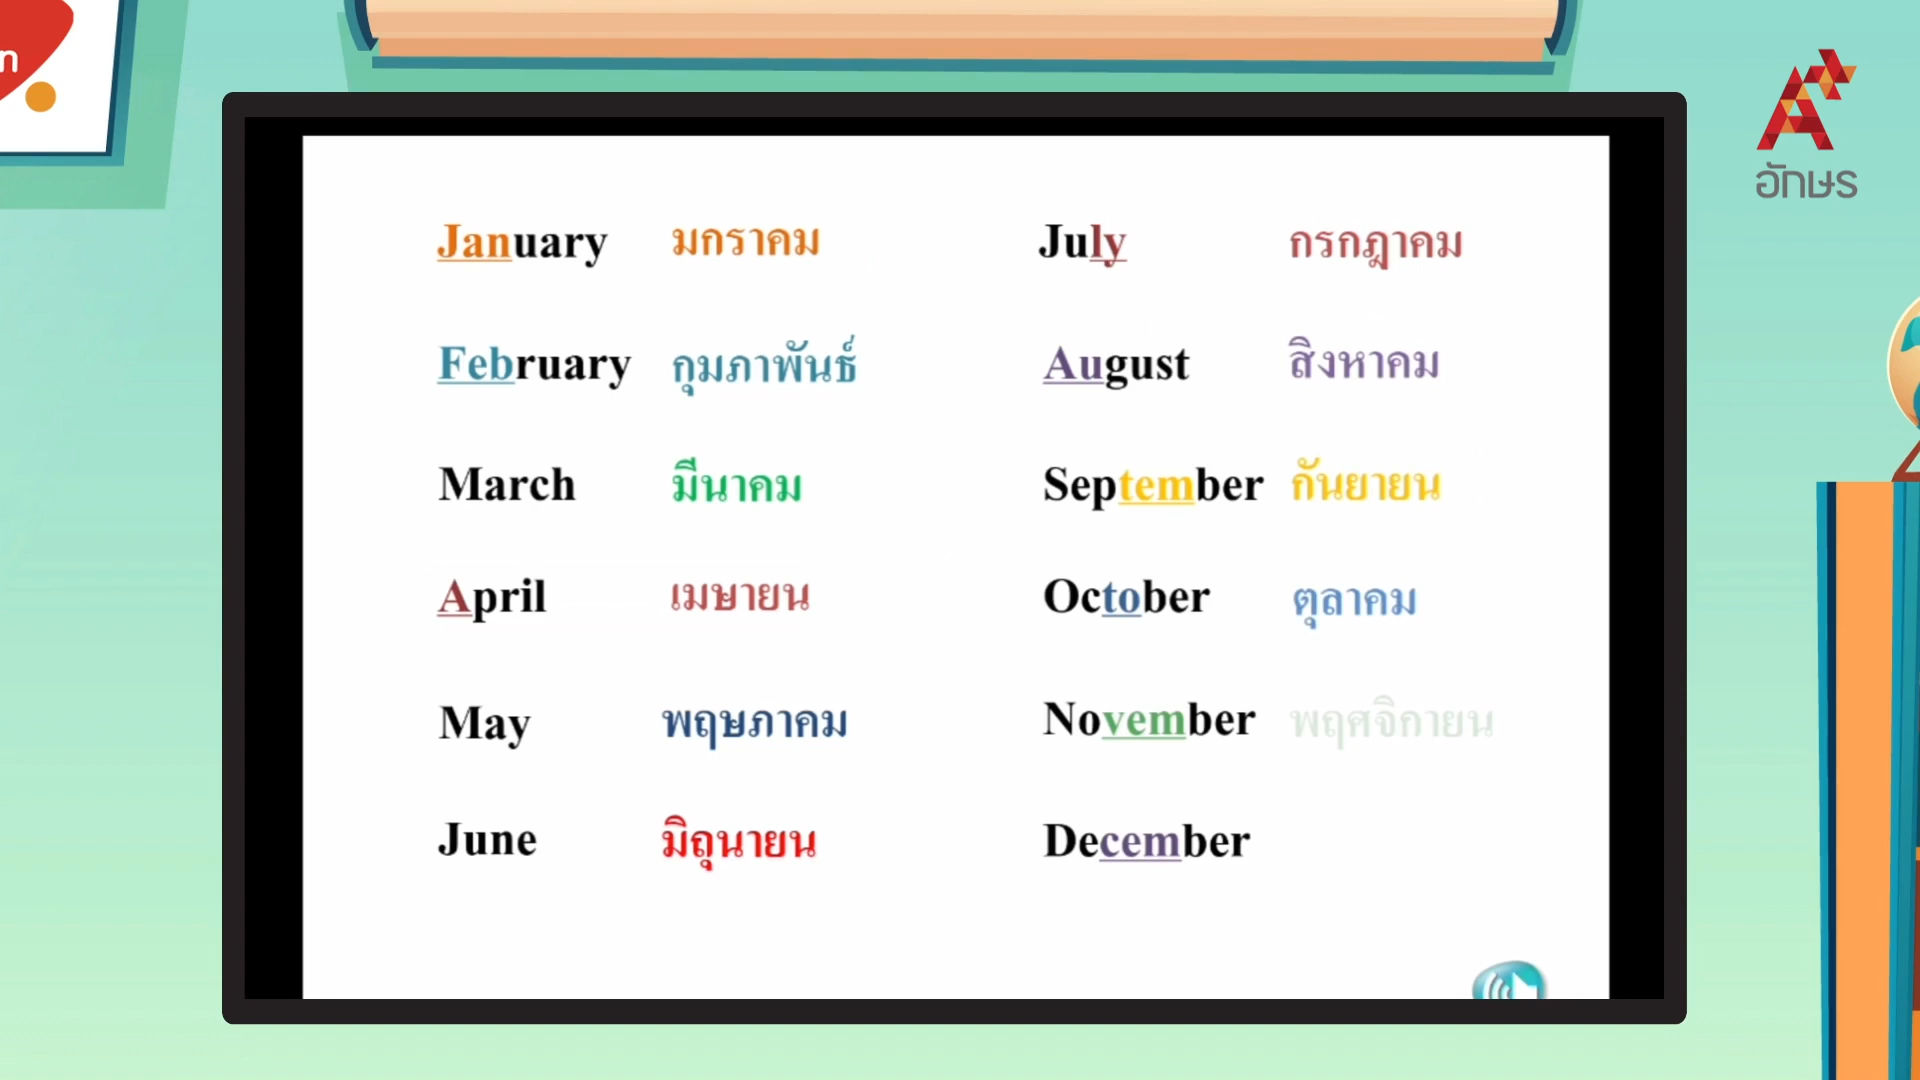 January มกราคม
February กุมภาพันธ์
March มีนาคม
April เมษายน
May พฤษภาคม
June มิถุนายน
July กรกฎาคม
August สิงหาคม
September กันยายน
October ตุลาคม
November พฤศจิกายน
December
อักษร